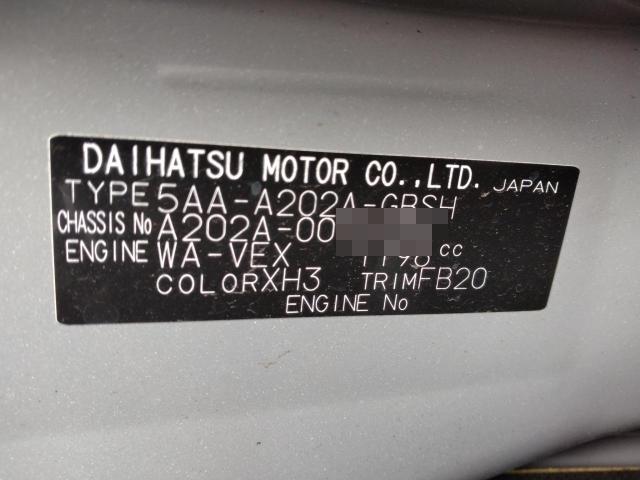 DAIHATSU MOTOR CO.,LTD. JAPAN
TYPE 5AA-A202A-GBSH
CHASSIS No A202A-00
ENGINE WA-VEX 1196 cc
COLOR XH3 TRIM FB20
ENGINE No